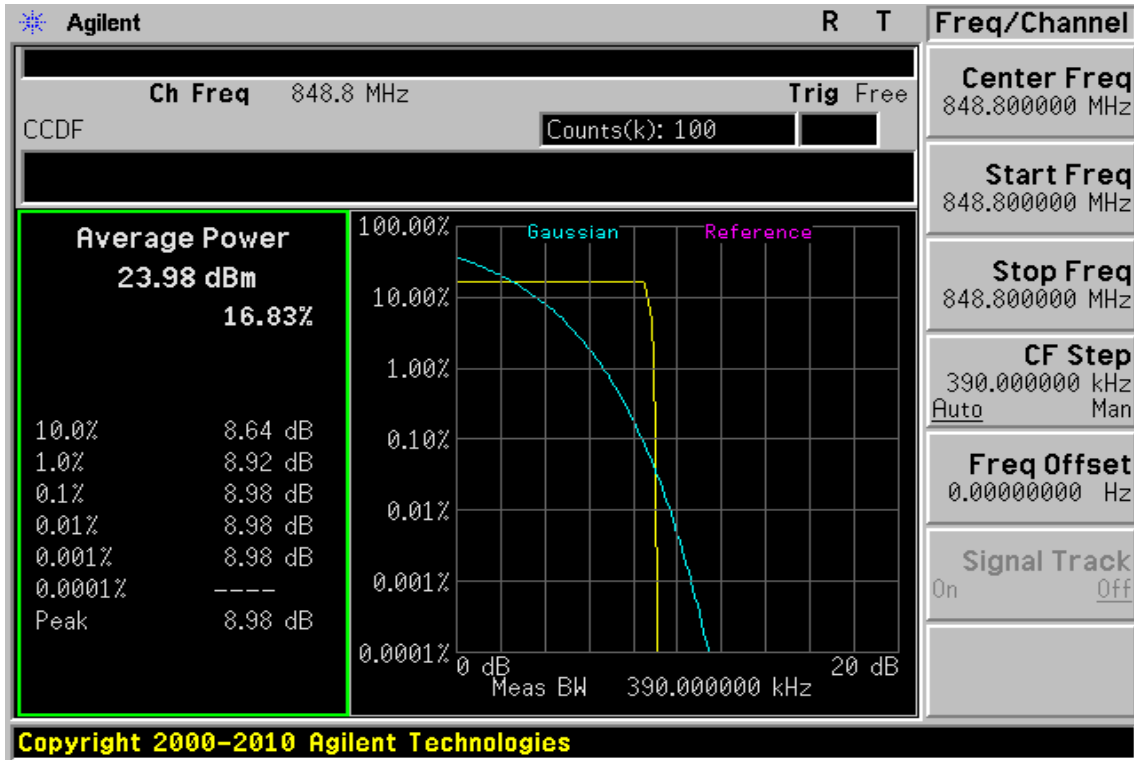 Agilent R T
Ch Freq 848.8 MHz Trig Free
CCDF Counts(k): 100
Average Power
23.98 dBm
16.83%
10.0% 8.64 dB
1.0% 8.92 dB
0.1% 8.98 dB
0.01% 8.98 dB
0.001% 8.98 dB
0.0001% ----
Peak 8.98 dB
Gaussian Reference
100.00%
10.00%
1.00%
0.10%
0.01%
0.001%
0.0001%
0 dB 20 dB
Meas BW 390.000000 kHz
Freq/Channel
Center Freq
848.800000 MHz
Start Freq
848.800000 MHz
Stop Freq
848.800000 MHz
CF Step
390.000000 kHz
Auto Man
Freq Offset
0.00000000 Hz
Signal Track
On Off
Copyright 2000-2010 Agilent Technologies